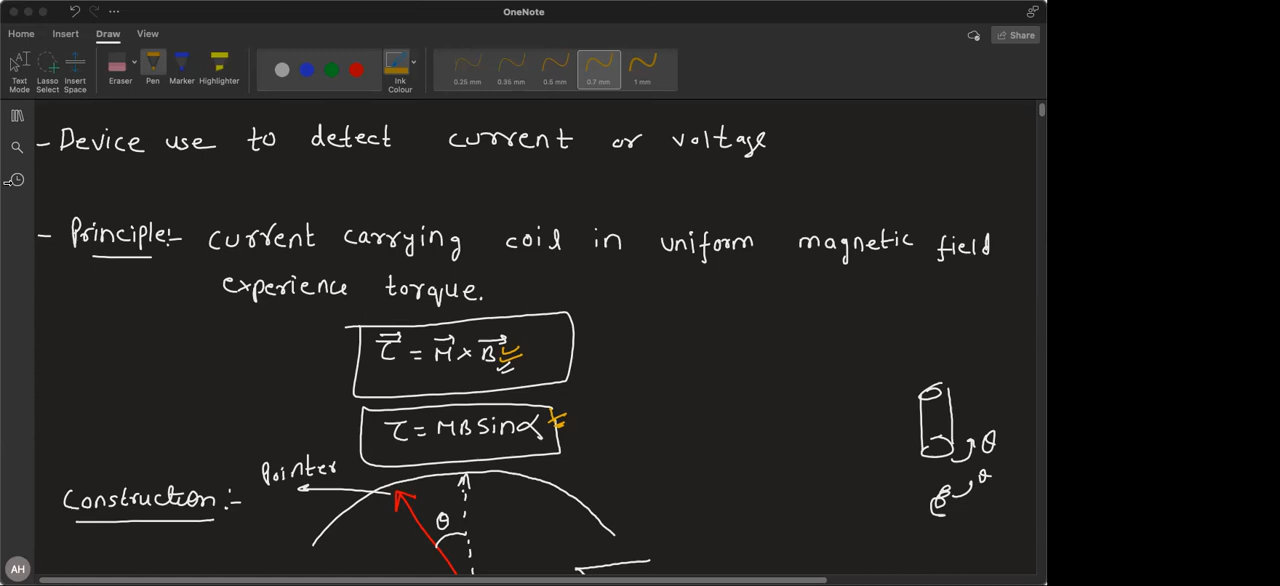 OneNote
Home Insert Draw View
Share
Text Mode
Lasso Select
Insert Space
Eraser
Pen
Marker
Highlighter
Ink Colour
0.25 mm
0.35 mm
0.5 mm
0.7 mm
1 mm
- Device use to detect current or voltage
- Principle:- current carrying coil in uniform magnetic field
experience torque.
τ = M × B
τ = MB sin α
Pointer
Construction :-
θ
θ
θ
AH